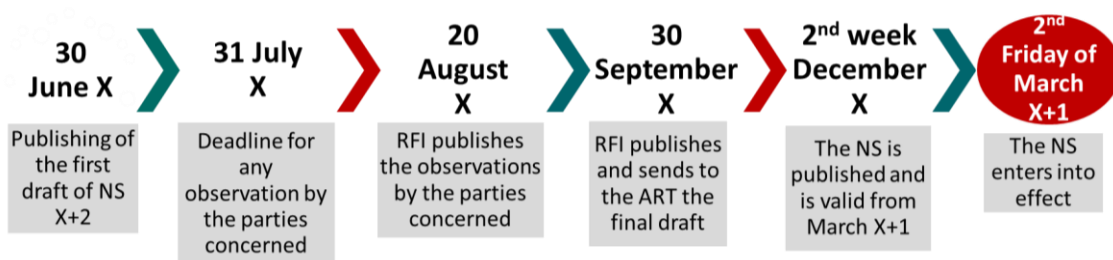 30
June X
Publishing of
the first
draft of NS
X+2
31 July
X
Deadline for
any
observation by
the parties
concerned
20
August
X
RFI publishes
the observations
by the parties
concerned
30
September
X
RFI publishes
and sends to
the ART the
final draft
2nd week
December
X
The NS is
published and
is valid from
March X+1
2nd
Friday of
March
X+1
The NS
enters into
effect